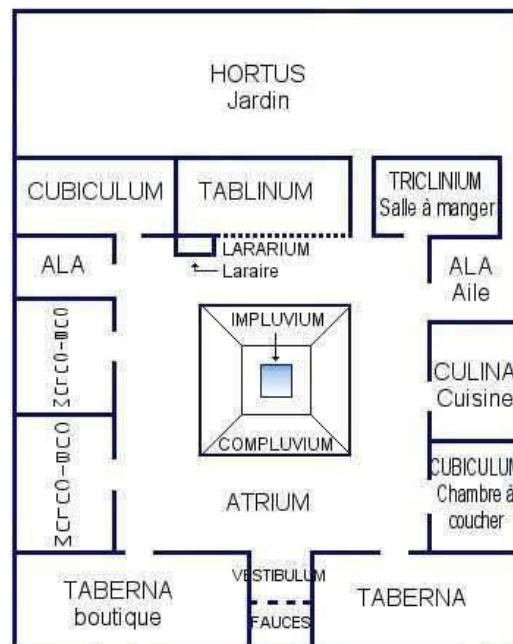 HORTUS
Jardin
CUBICULUM
TABLINUM
TRICLINIUM
Salle à manger
ALA
LARARIUM
Laraire
ALA
Aile
CUBICULUM
IMPLUVIUM
CULINA
Cuisine
CUBICULUM
COMPLUVIUM
CUBICULUM
Chambre à
coucher
ATRIUM
TABERNA
boutique
VESTIBULUM
FAUCES
TABERNA